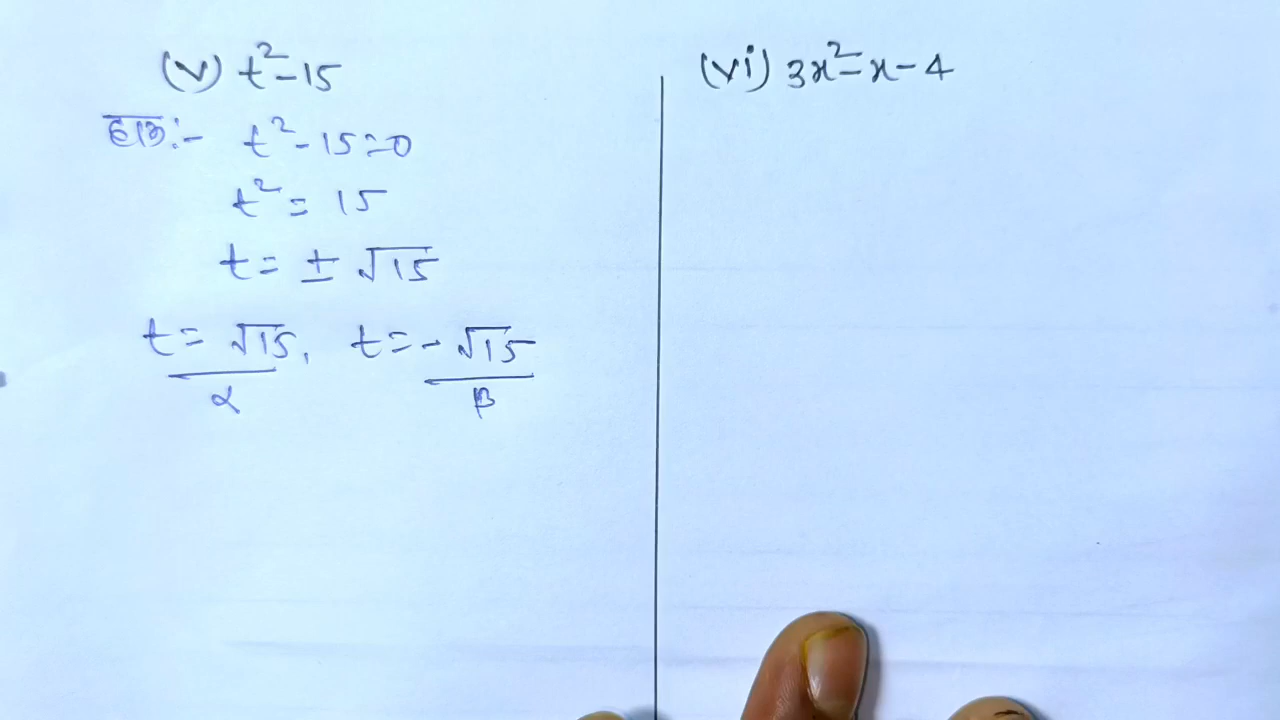 (v) t²-15
हल:- t²-15=0
t² = 15
t = ± √15
t = √15, t = -√15
α β
(vi) 3x²-x-4